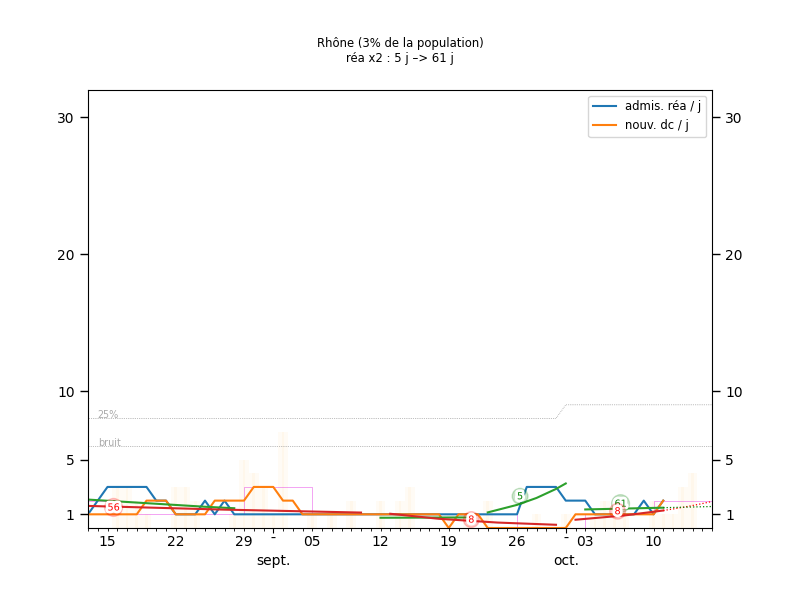 Rhône (3% de la population)
réa x2 : 5 j –> 61 j
admis. réa / j
nouv. dc / j
30 30
20 20
10 10
25%
bruit
5 5
5
61
56
8
8
1 1
15 22 29 - 05 12 19 26 - 03 10
sept. oct.